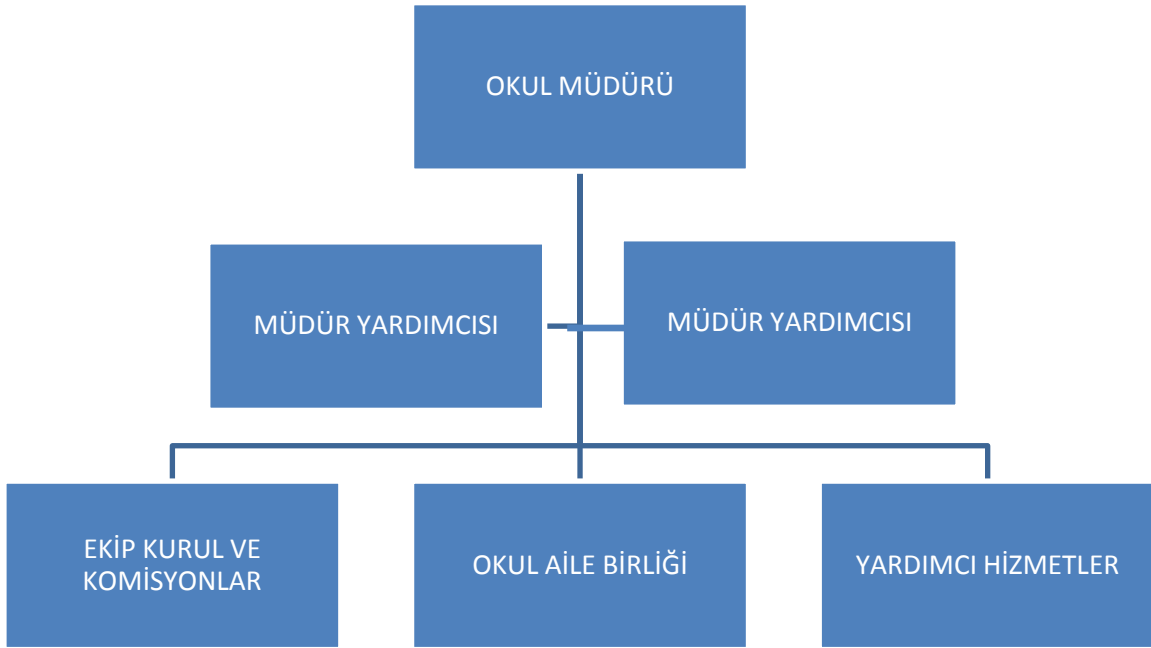 OKUL MÜDÜRÜ
MÜDÜR YARDIMCISI
MÜDÜR YARDIMCISI
EKİP KURUL VE
KOMİSYONLAR
OKUL AİLE BİRLİĞİ
YARDIMCI HİZMETLER